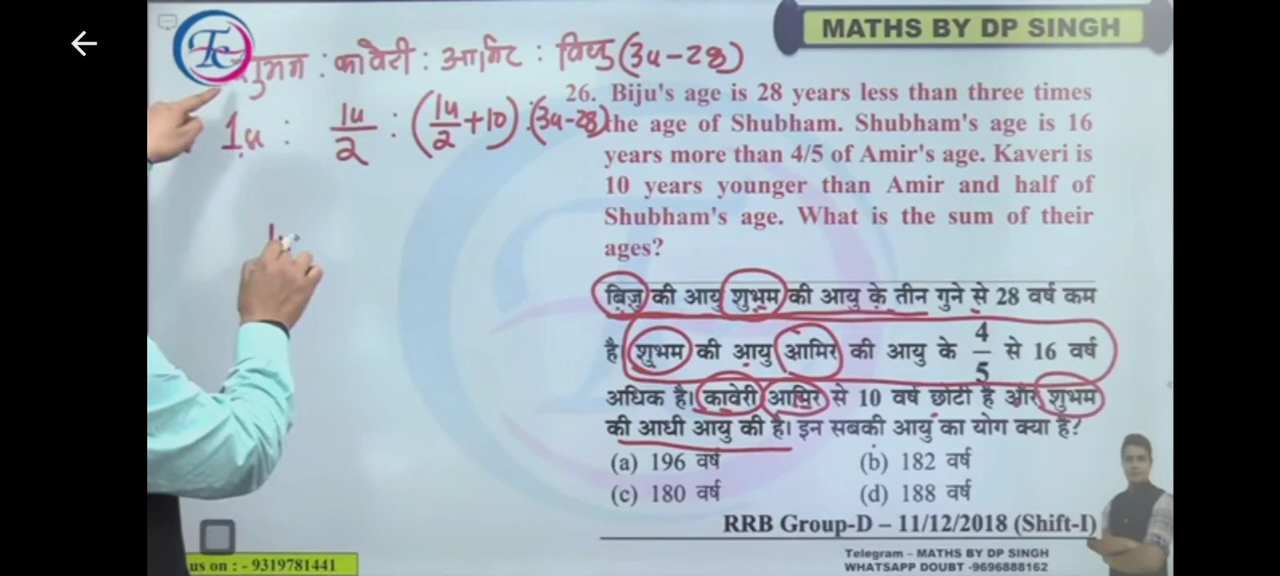 MATHS BY DP SINGH
Tc
शुभम : कावेरी : आमिर : बिजु (3u-28)
1u : 1u/2 : (1u/2+10) : (3u-28)
26. Biju's age is 28 years less than three times
the age of Shubham. Shubham's age is 16
years more than 4/5 of Amir's age. Kaveri is
10 years younger than Amir and half of
Shubham's age. What is the sum of their
ages?
बिजु की आयु शुभम की आयु के तीन गुने से 28 वर्ष कम
है शुभम की आयु आमिर की आयु के 4/5 से 16 वर्ष
अधिक है। कावेरी आमिर से 10 वर्ष छोटी है और शुभम
की आधी आयु की है। इन सबकी आयु का योग क्या है?
(a) 196 वर्ष (b) 182 वर्ष
(c) 180 वर्ष (d) 188 वर्ष
RRB Group-D – 11/12/2018 (Shift-I)
us on : - 9319781441
Telegram – MATHS BY DP SINGH
WHATSAPP DOUBT -9696888162